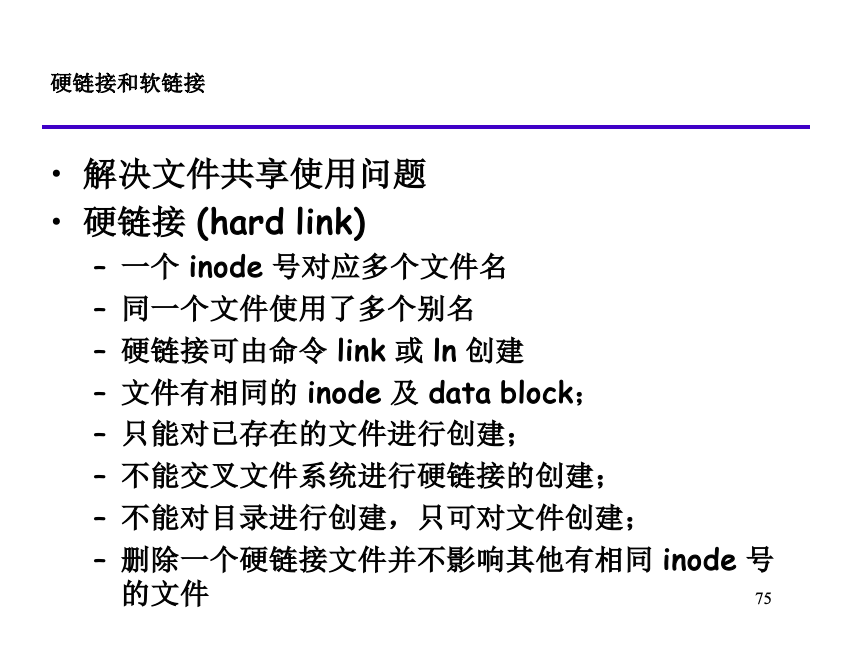 硬链接和软链接
• 解决文件共享使用问题
• 硬链接 (hard link)
– 一个 inode 号对应多个文件名
– 同一个文件使用了多个别名
– 硬链接可由命令 link 或 ln 创建
– 文件有相同的 inode 及 data block；
– 只能对已存在的文件进行创建；
– 不能交叉文件系统进行硬链接的创建；
– 不能对目录进行创建，只可对文件创建；
– 删除一个硬链接文件并不影响其他有相同 inode 号
的文件
75